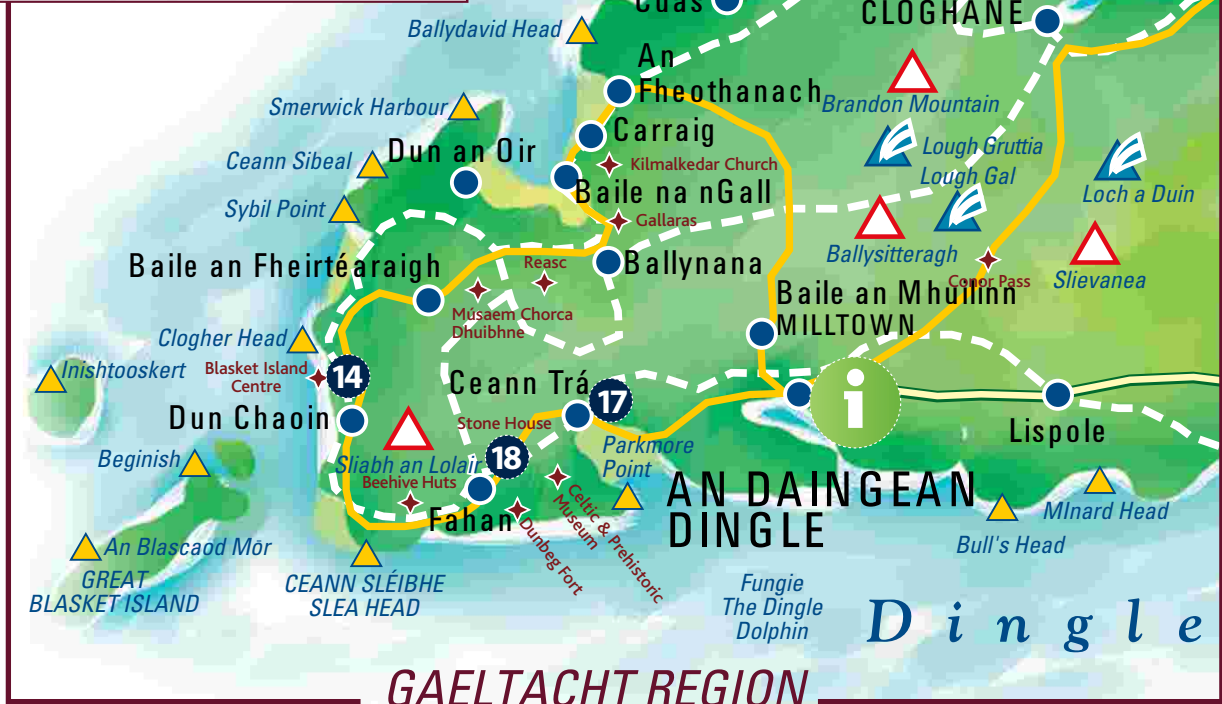 Cuas
CLOGHANE
Ballydavid Head
An
Fheothanach
Brandon Mountain
Smerwick Harbour
Carraig
Lough Gruttia
Dun an Oir
Ceann Sibeal
Kilmalkedar Church
Lough Gal
Baile na nGall
Loch a Duin
Sybil Point
Gallaras
Ballysitteragh
Baile an Fheirtéaraigh
Reasc
Ballynana
Conor Pass
Slievanea
Baile an Mhuilinn
MILLTOWN
Músaem Chorca
Dhuibhne
Clogher Head
Inishtooskert
Blasket Island
Centre
14
Ceann Trá
17
i
Dun Chaoin
Stone House
Lispole
Parkmore
Point
Beginish
Sliabh an Lolair
18
Beehive Huts
AN DAINGEAN
DINGLE
Fahan
Dunbeg Fort
Celtic & Prehistoric
Museum
MInard Head
Bull's Head
An Blascaod Mōr
GREAT
BLASKET ISLAND
CEANN SLÉIBHE
SLEA HEAD
Fungie
The Dingle
Dolphin
Dingle
GAELTACHT REGION